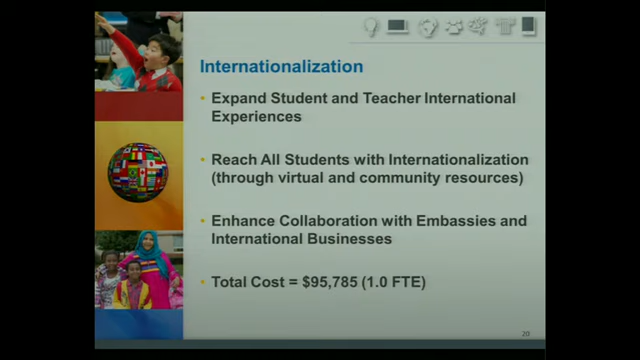 Internationalization
• Expand Student and Teacher International
Experiences
• Reach All Students with Internationalization
(through virtual and community resources)
• Enhance Collaboration with Embassies and
International Businesses
• Total Cost = $95,785 (1.0 FTE)
20